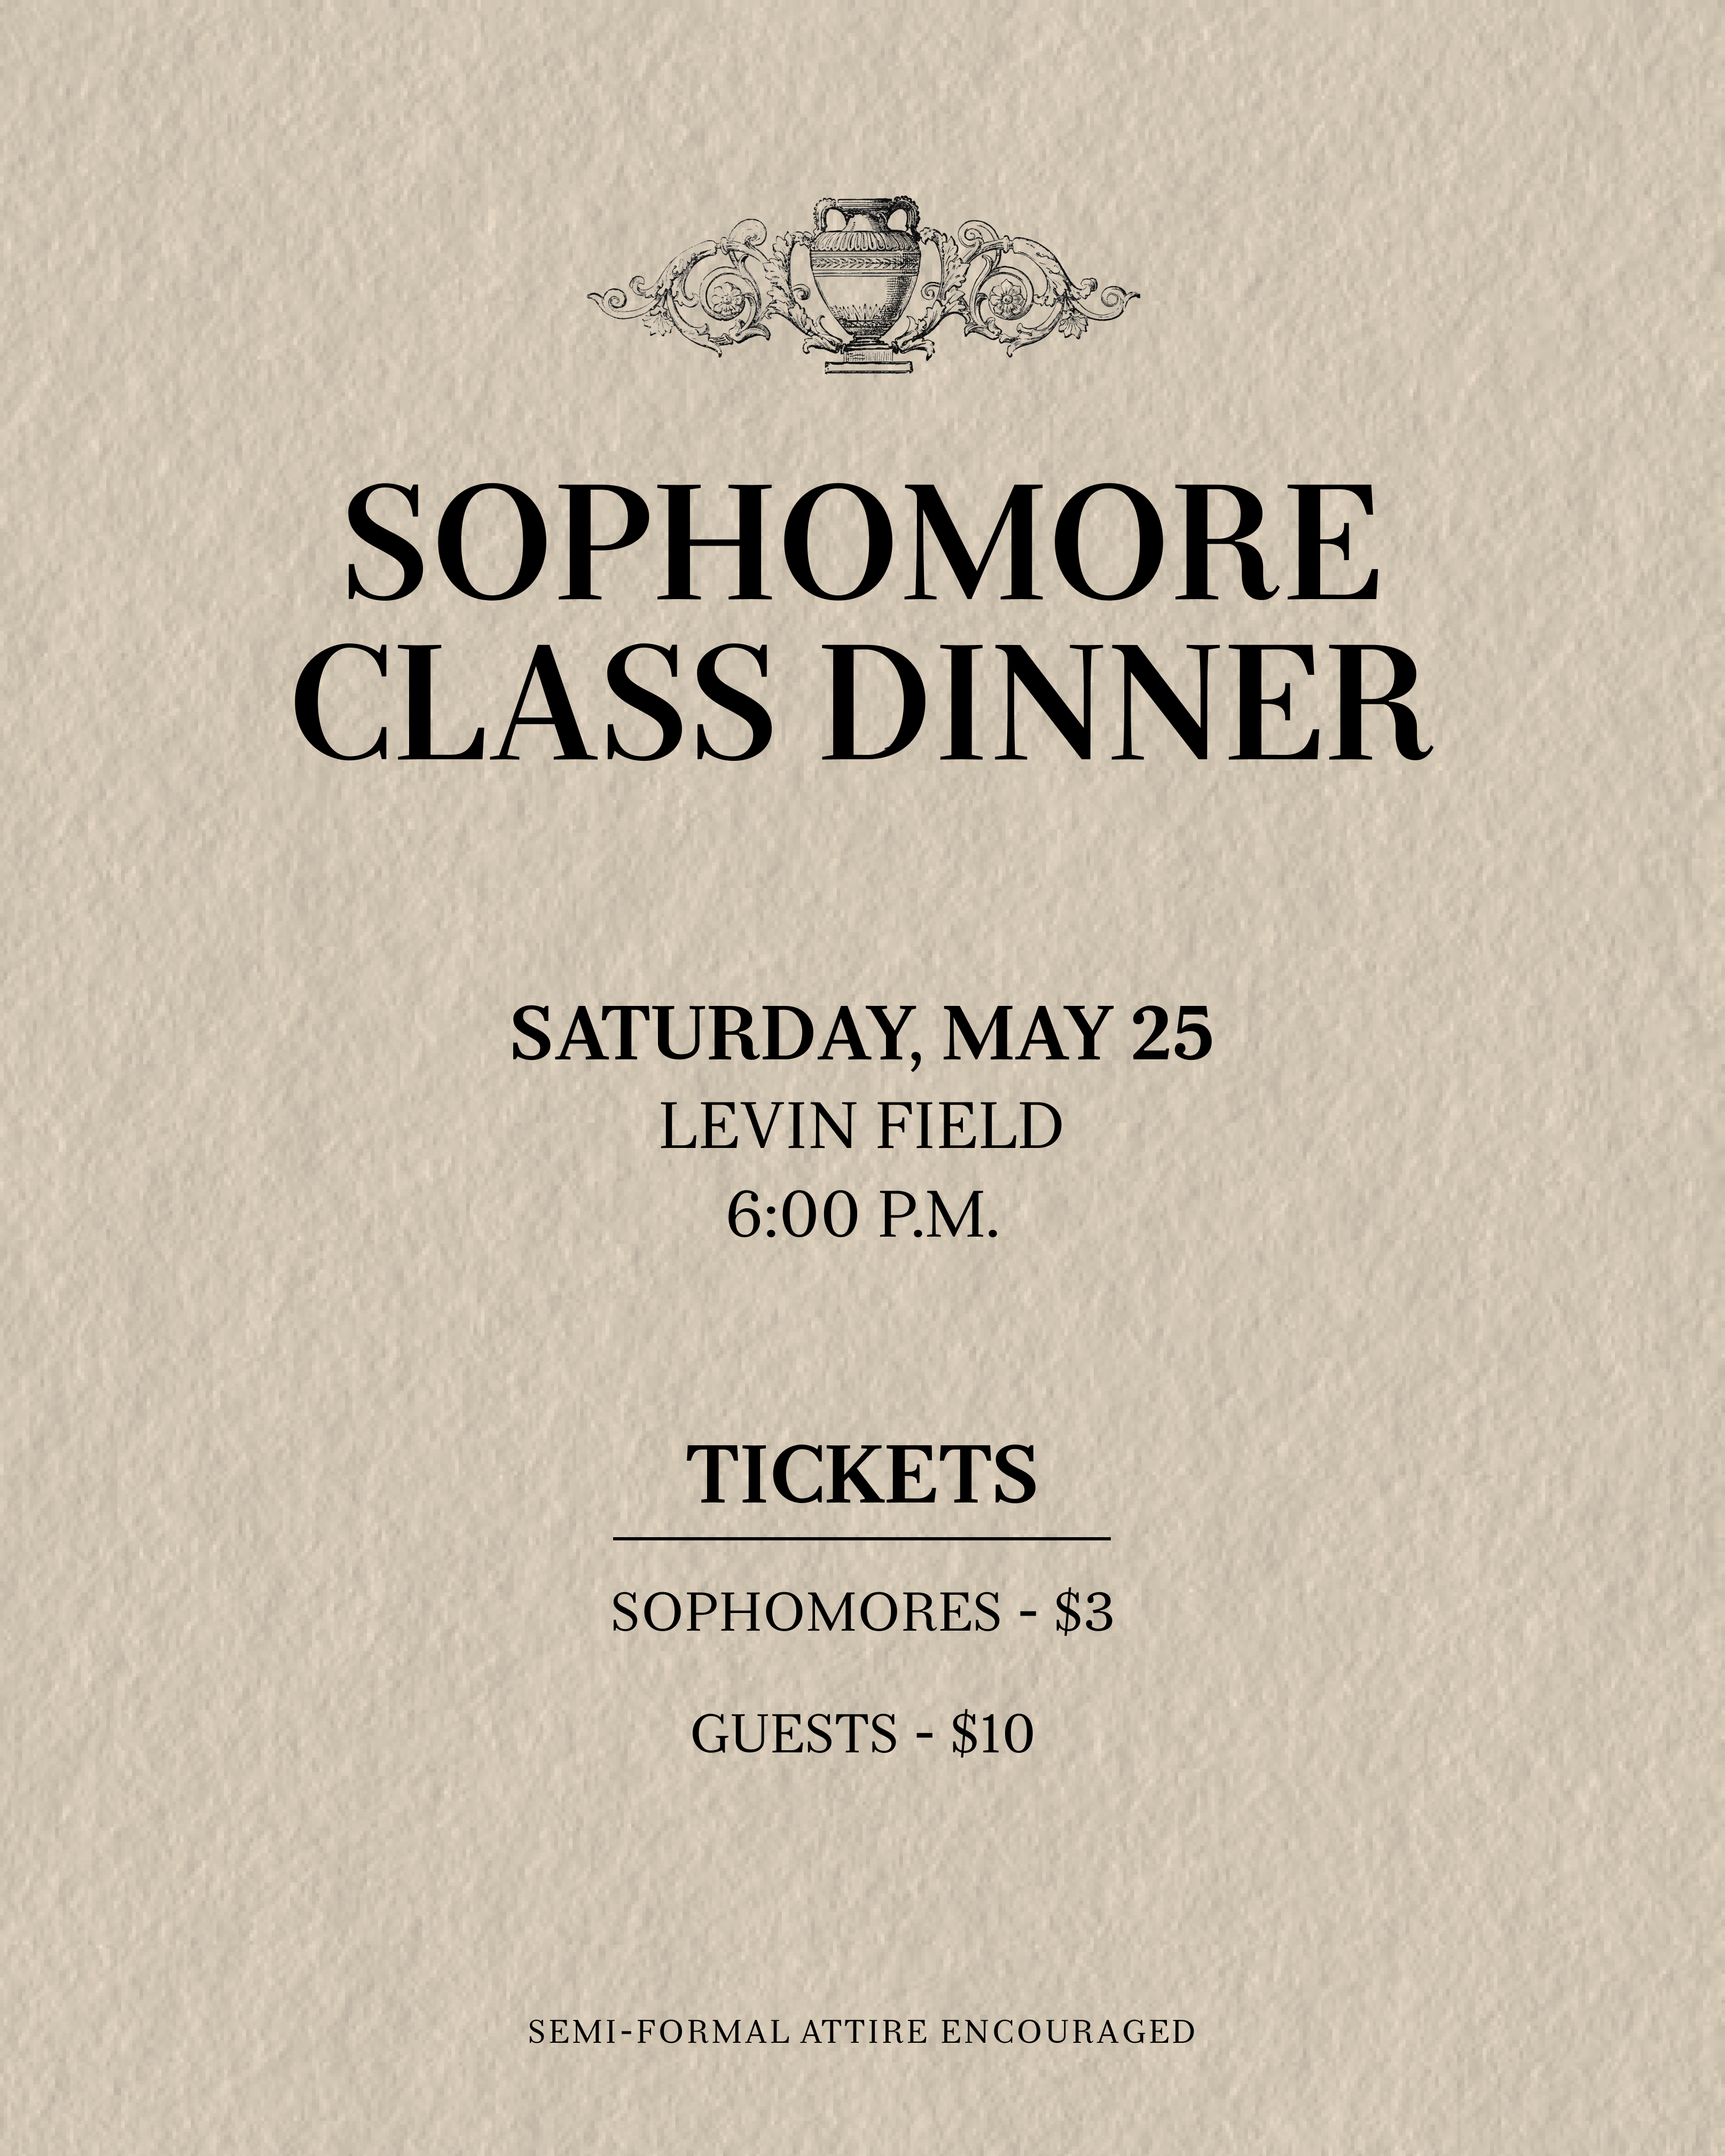 SOPHOMORE
CLASS DINNER
SATURDAY, MAY 25
LEVIN FIELD
6:00 P.M.
TICKETS
SOPHOMORES - $3
GUESTS - $10
SEMI-FORMAL ATTIRE ENCOURAGED